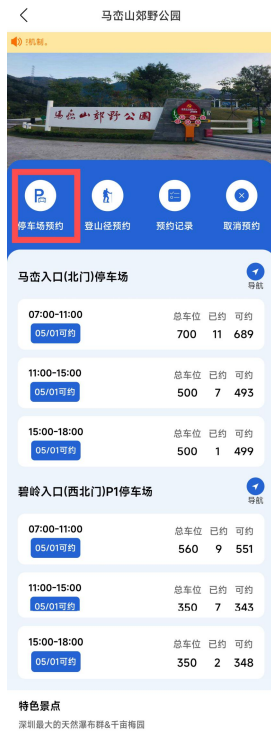 马峦山郊野公园
!机制。
马峦山郊野公园
停车场预约 登山径预约 预约记录 取消预约
马峦入口(北门)停车场
导航
07:00-11:00 总车位 已约 可约
05/01可约 700 11 689
11:00-15:00 总车位 已约 可约
05/01可约 500 7 493
15:00-18:00 总车位 已约 可约
05/01可约 500 1 499
碧岭入口(西北门)P1停车场
导航
07:00-11:00 总车位 已约 可约
05/01可约 560 9 551
11:00-15:00 总车位 已约 可约
05/01可约 350 7 343
15:00-18:00 总车位 已约 可约
05/01可约 350 2 348
特色景点
深圳最大的天然瀑布群&千亩梅园